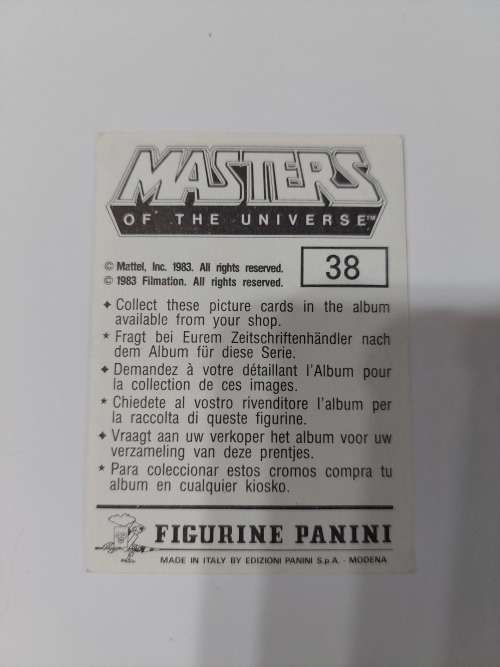 MASTERS
OF THE UNIVERSE™
© Mattel, Inc. 1983. All rights reserved.
© 1983 Filmation. All rights reserved.
38
✦ Collect these picture cards in the album
available from your shop.
★ Fragt bei Eurem Zeitschriftenhändler nach
dem Album für diese Serie.
✦ Demandez à votre détaillant l'Album pour
la collection de ces images.
★ Chiedete al vostro rivenditore l'album per
la raccolta di queste figurine.
✦ Vraagt aan uw verkoper het album voor uw
verzameling van deze prentjes.
★ Para coleccionar estos cromos compra tu
album en cualquier kiosko.
FIGURINE PANINI
MADE IN ITALY BY EDIZIONI PANINI S.p.A. - MODENA